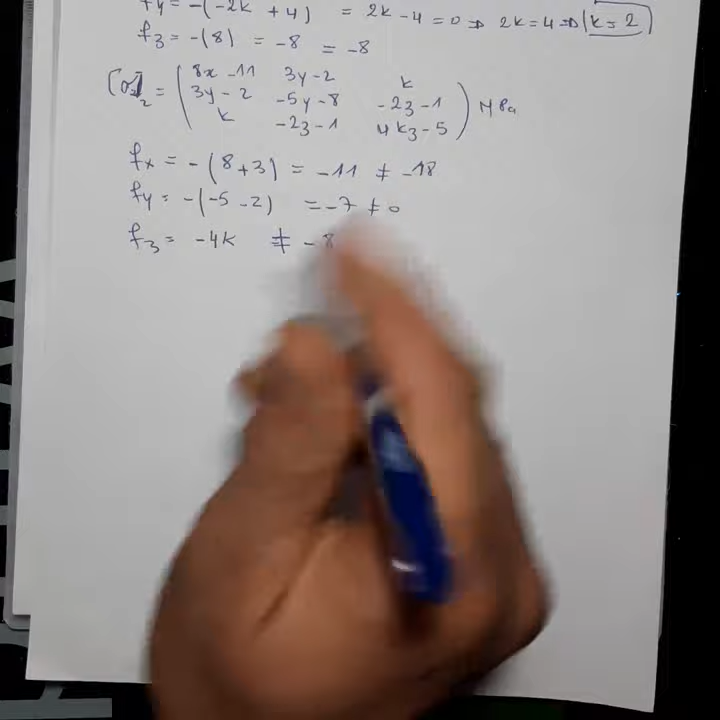 fy = -(-2k + 4) = 2k - 4 = 0 ⇒ 2k = 4 ⇒ k = 2
f3 = -(8) = -8 = -8
[σ]2 = ( 8x - 11 3y - 2 k
3y - 2 -5y - 8 -23 - 1 ) MPa
k -23 - 1 4k3 - 5
fx = -(8 + 3) = -11 ≠ -18
fy = -(-5 - 2) = -7 ≠ 0
f3 = -4k ≠ -8